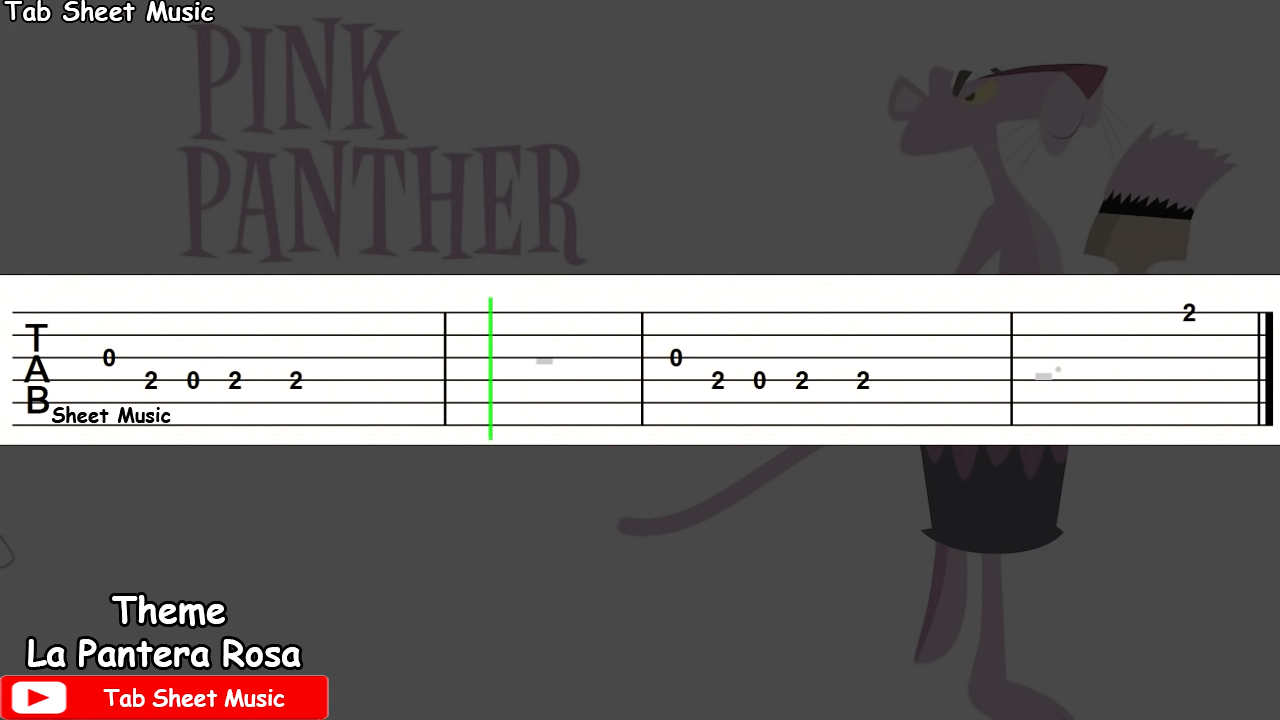 Tab Sheet Music
PINK
PANTHER
2
T
0 0
A
2 0 2 2 2 0 2 2
B
Sheet Music
Theme
La Pantera Rosa
Tab Sheet Music